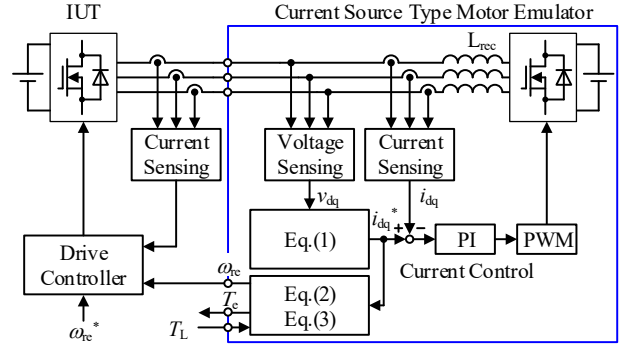 IUT
Current Source Type Motor Emulator
L_rec
Current
Sensing
Voltage
Sensing
Current
Sensing
v_dq
i_dq
i_dq*
+
−
Eq.(1)
PI
PWM
Current Control
Drive
Controller
ω_re
T_e
T_L
Eq.(2)
Eq.(3)
ω_re*